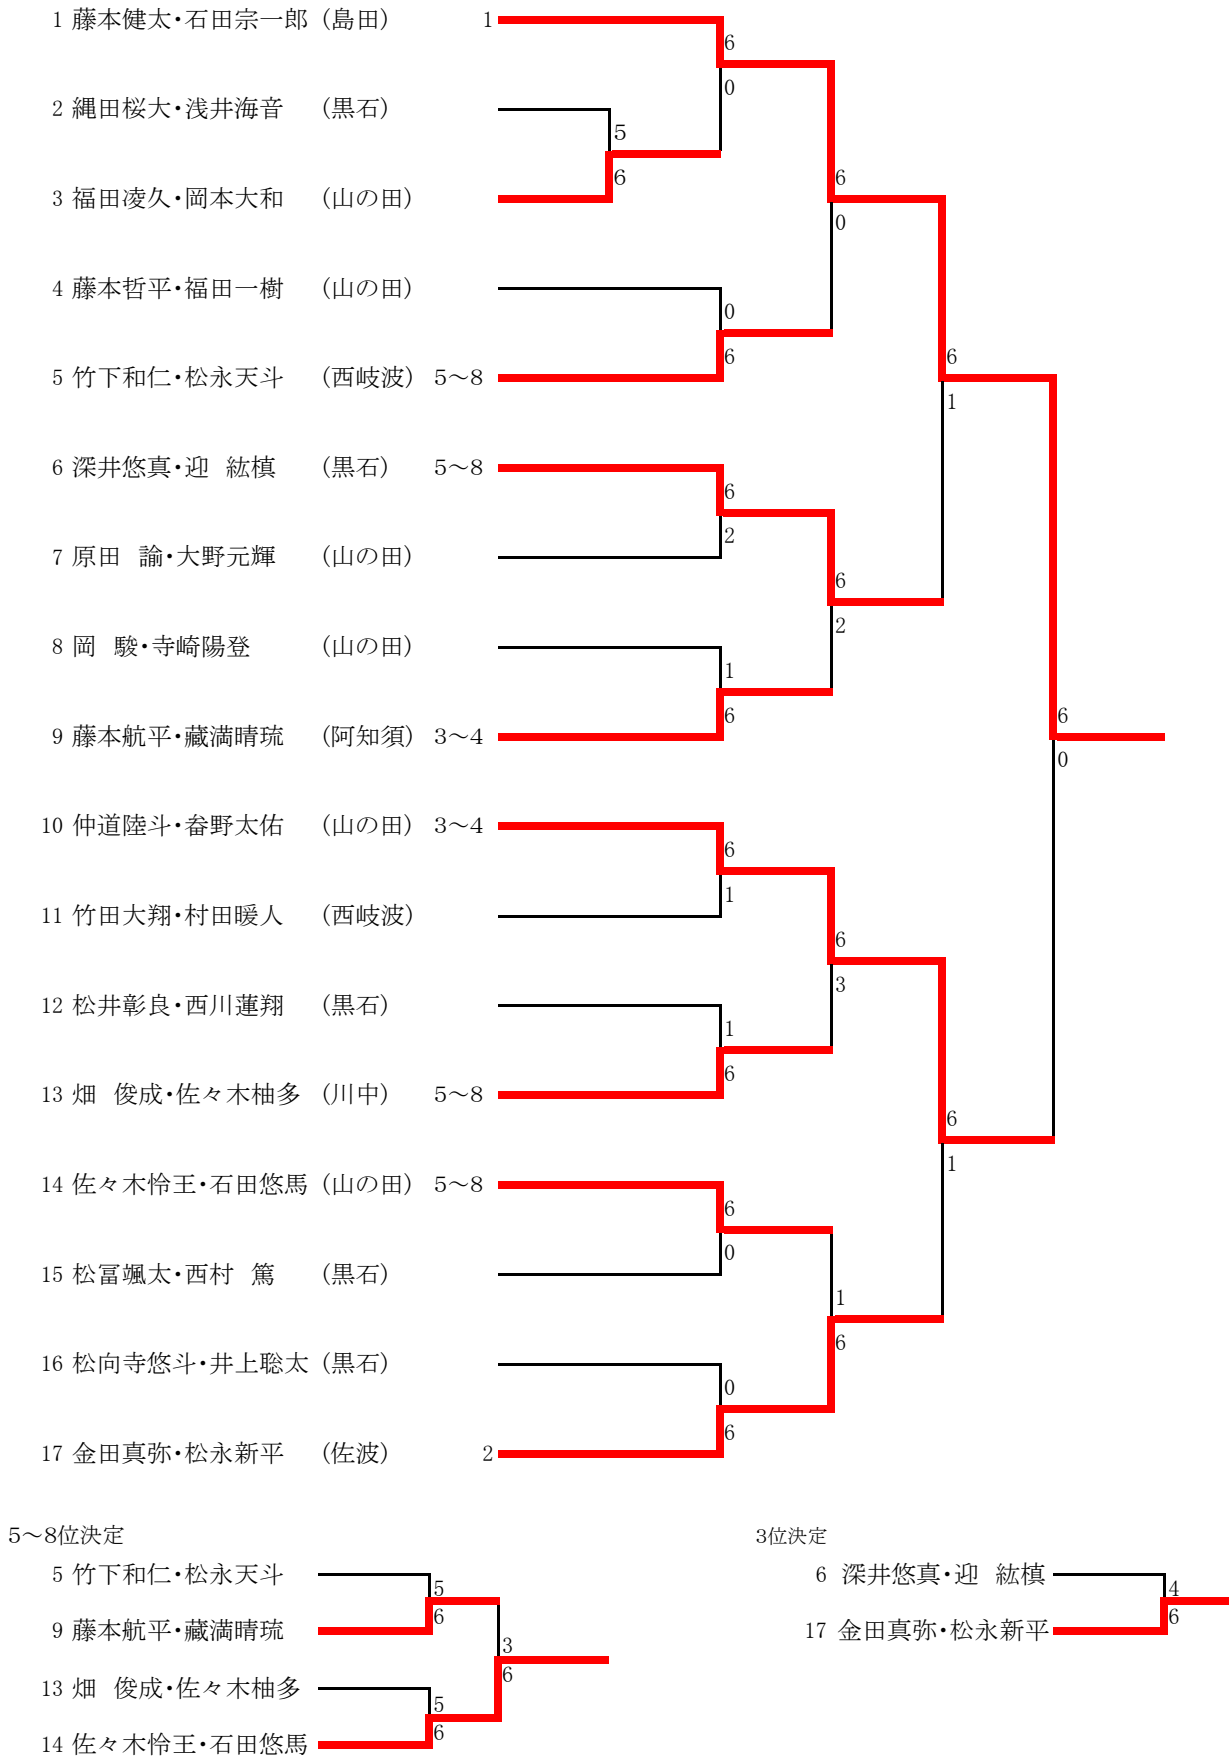 1 藤本健太・石田宗一郎 (島田) 1
6
0
2 縄田桜大・浅井海音 (黒石)
5
6
3 福田凌久・岡本大和 (山の田)
6
0
4 藤本哲平・福田一樹 (山の田)
0
6
5 竹下和仁・松永天斗 (西岐波) 5~8
6
1
6 深井悠真・迎 紘槙 (黒石) 5~8
6
2
7 原田 諭・大野元輝 (山の田)
6
2
8 岡 駿・寺崎陽登 (山の田)
1
6
9 藤本航平・藏満晴琉 (阿知須) 3~4
6
0
10 仲道陸斗・畚野太佑 (山の田) 3~4
6
1
11 竹田大翔・村田暖人 (西岐波)
6
3
12 松井彰良・西川蓮翔 (黒石)
1
6
13 畑 俊成・佐々木柚多 (川中) 5~8
6
1
14 佐々木怜王・石田悠馬 (山の田) 5~8
6
0
15 松冨颯太・西村 篤 (黒石)
1
6
16 松向寺悠斗・井上聡太 (黒石)
0
6
17 金田真弥・松永新平 (佐波) 2
5~8位決定
5 竹下和仁・松永天斗
5
6
9 藤本航平・藏満晴琉
3
6
13 畑 俊成・佐々木柚多
5
6
14 佐々木怜王・石田悠馬
3位決定
6 深井悠真・迎 紘槙
4
6
17 金田真弥・松永新平